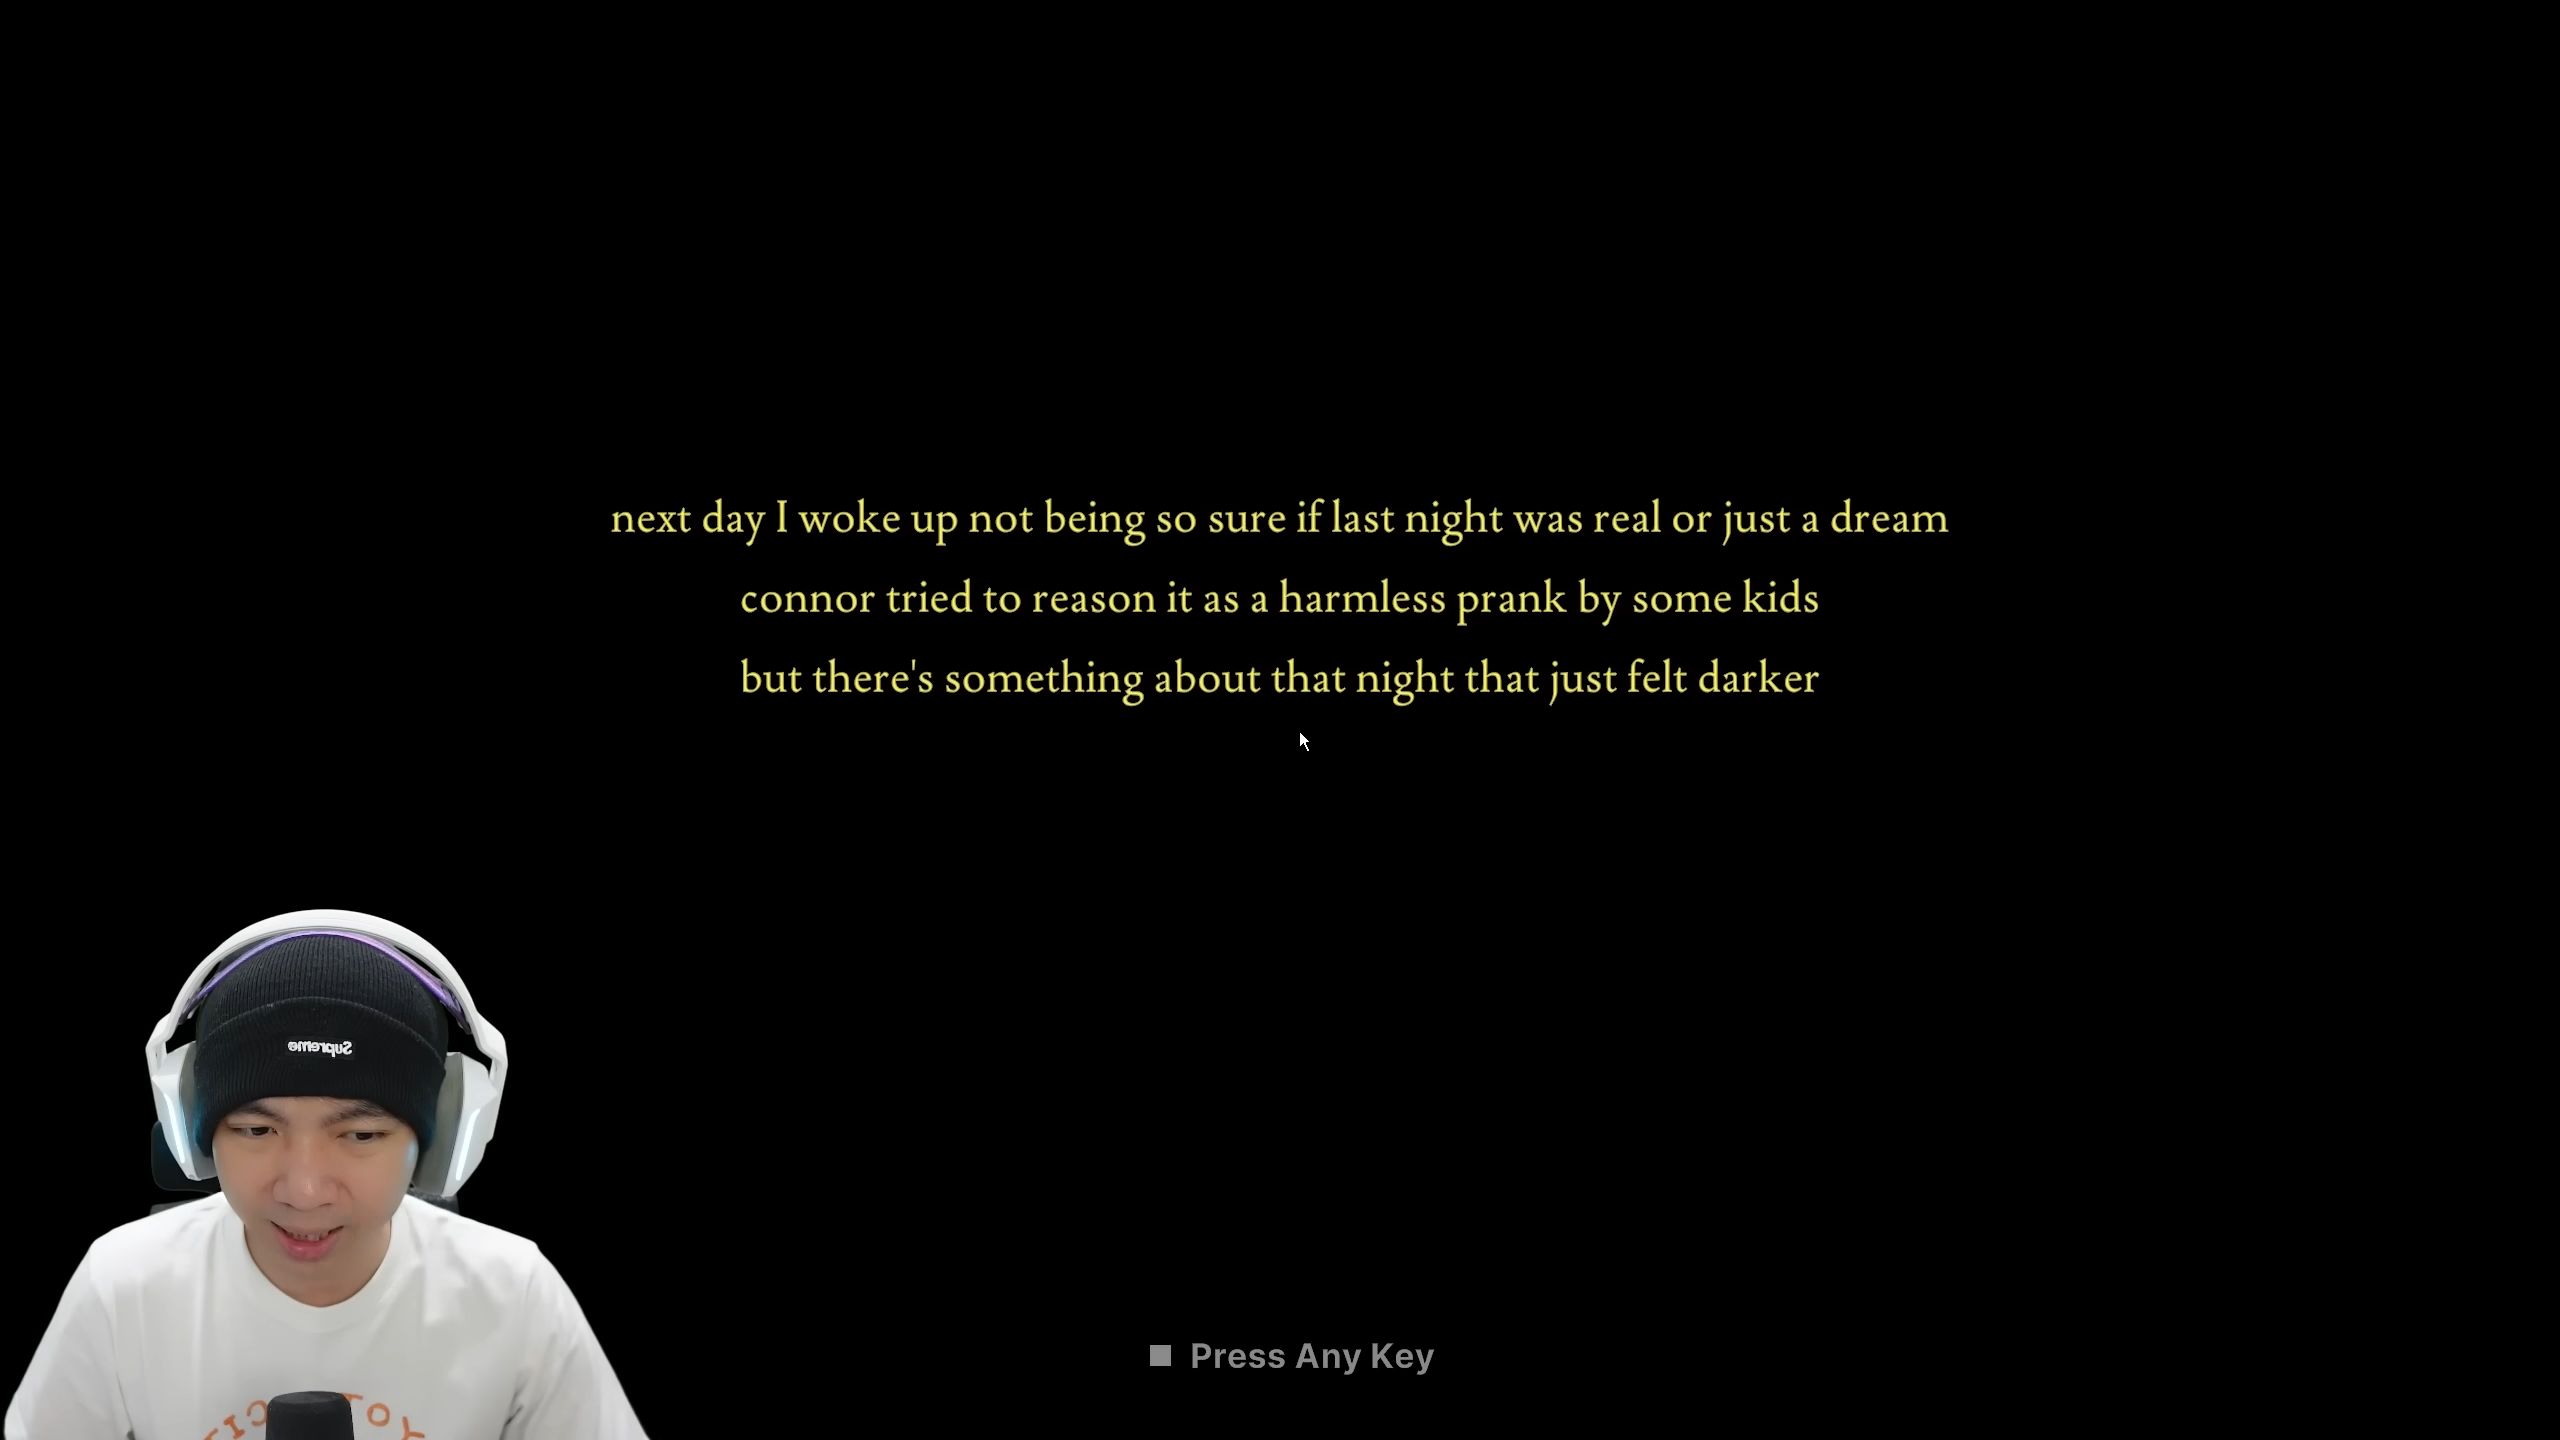 next day I woke up not being so sure if last night was real or just a dream
connor tried to reason it as a harmless prank by some kids
but there's something about that night that just felt darker
Supreme
Press Any Key